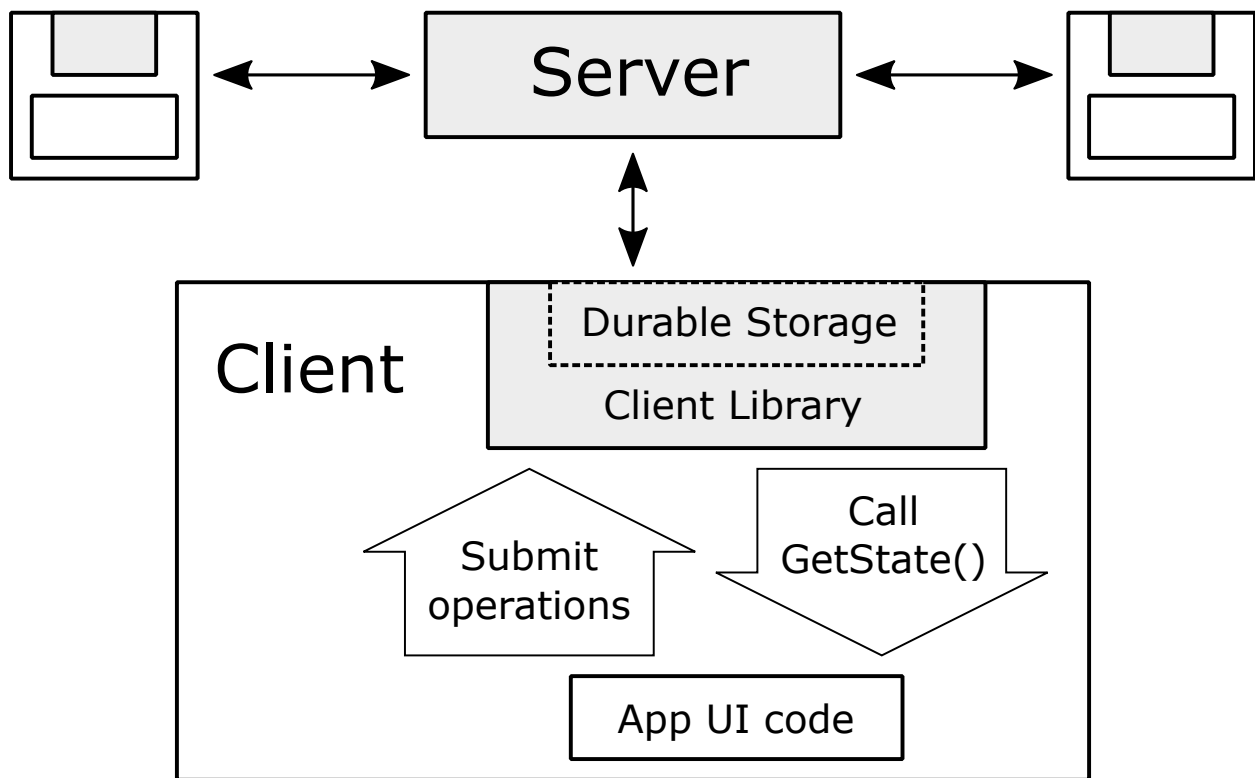 Server
Durable Storage
Client
Client Library
Submit
operations
Call
GetState()
App UI code